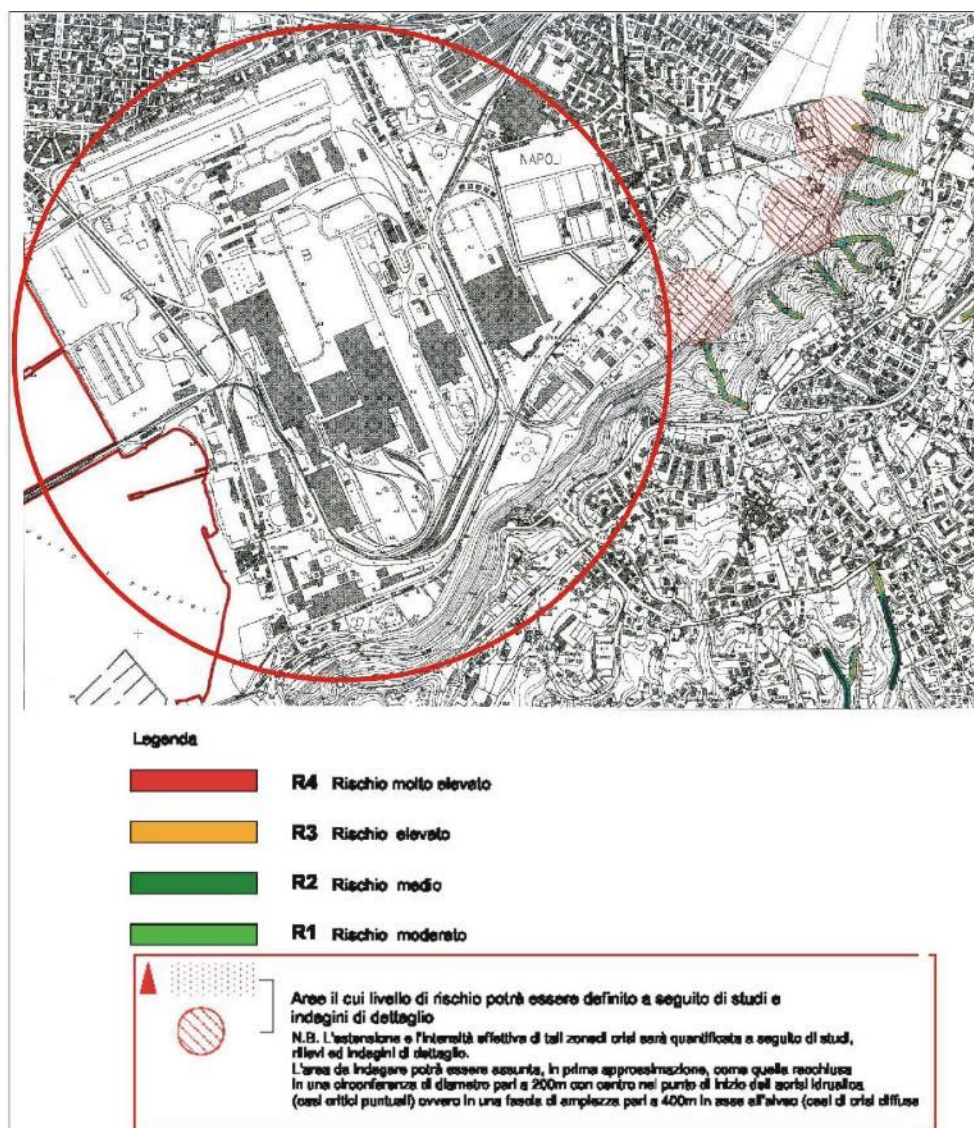 NAPOLI
GOLFO DI POZZUOLI
Legenda
R4 Rischio molto elevato
R3 Rischio elevato
R2 Rischio medio
R1 Rischio moderato
Aree il cui livello di rischio potrà essere definito a seguito di studi e
indagini di dettaglio
N.B. L'estensione e l'intensità effettiva di tali zonedi crisi sarà quantificata a seguito di studi,
rilievi ed indagini di dettaglio.
L'area da indagare potrà essere assunta, in prima approssimazione, come quella racchiusa
in una circonferenza di diametro pari a 200m con centro nel punto di inizio dell acrisi idraulica
(casi critici puntuali) ovvero in una fascia di ampiezza pari a 400m in asse all'alveo (casi di crisi diffusa